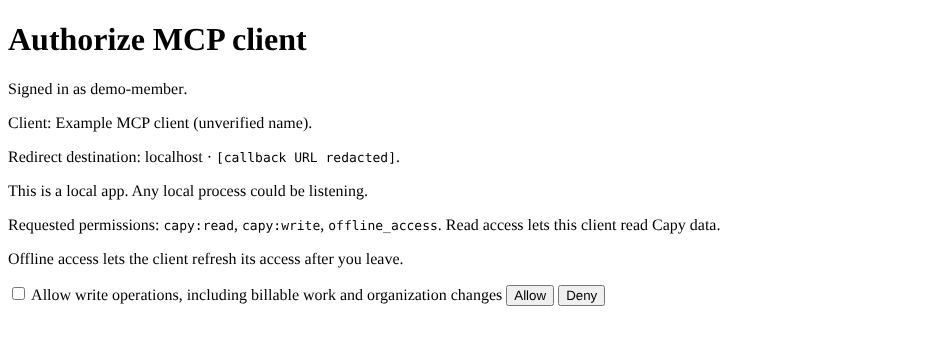 Authorize MCP client
Signed in as demo-member.
Client: Example MCP client (unverified name).
Redirect destination: localhost · [callback URL redacted].
This is a local app. Any local process could be listening.
Requested permissions: capy:read, capy:write, offline_access. Read access lets this client read Capy data.
Offline access lets the client refresh its access after you leave.
Allow write operations, including billable work and organization changes Allow Deny